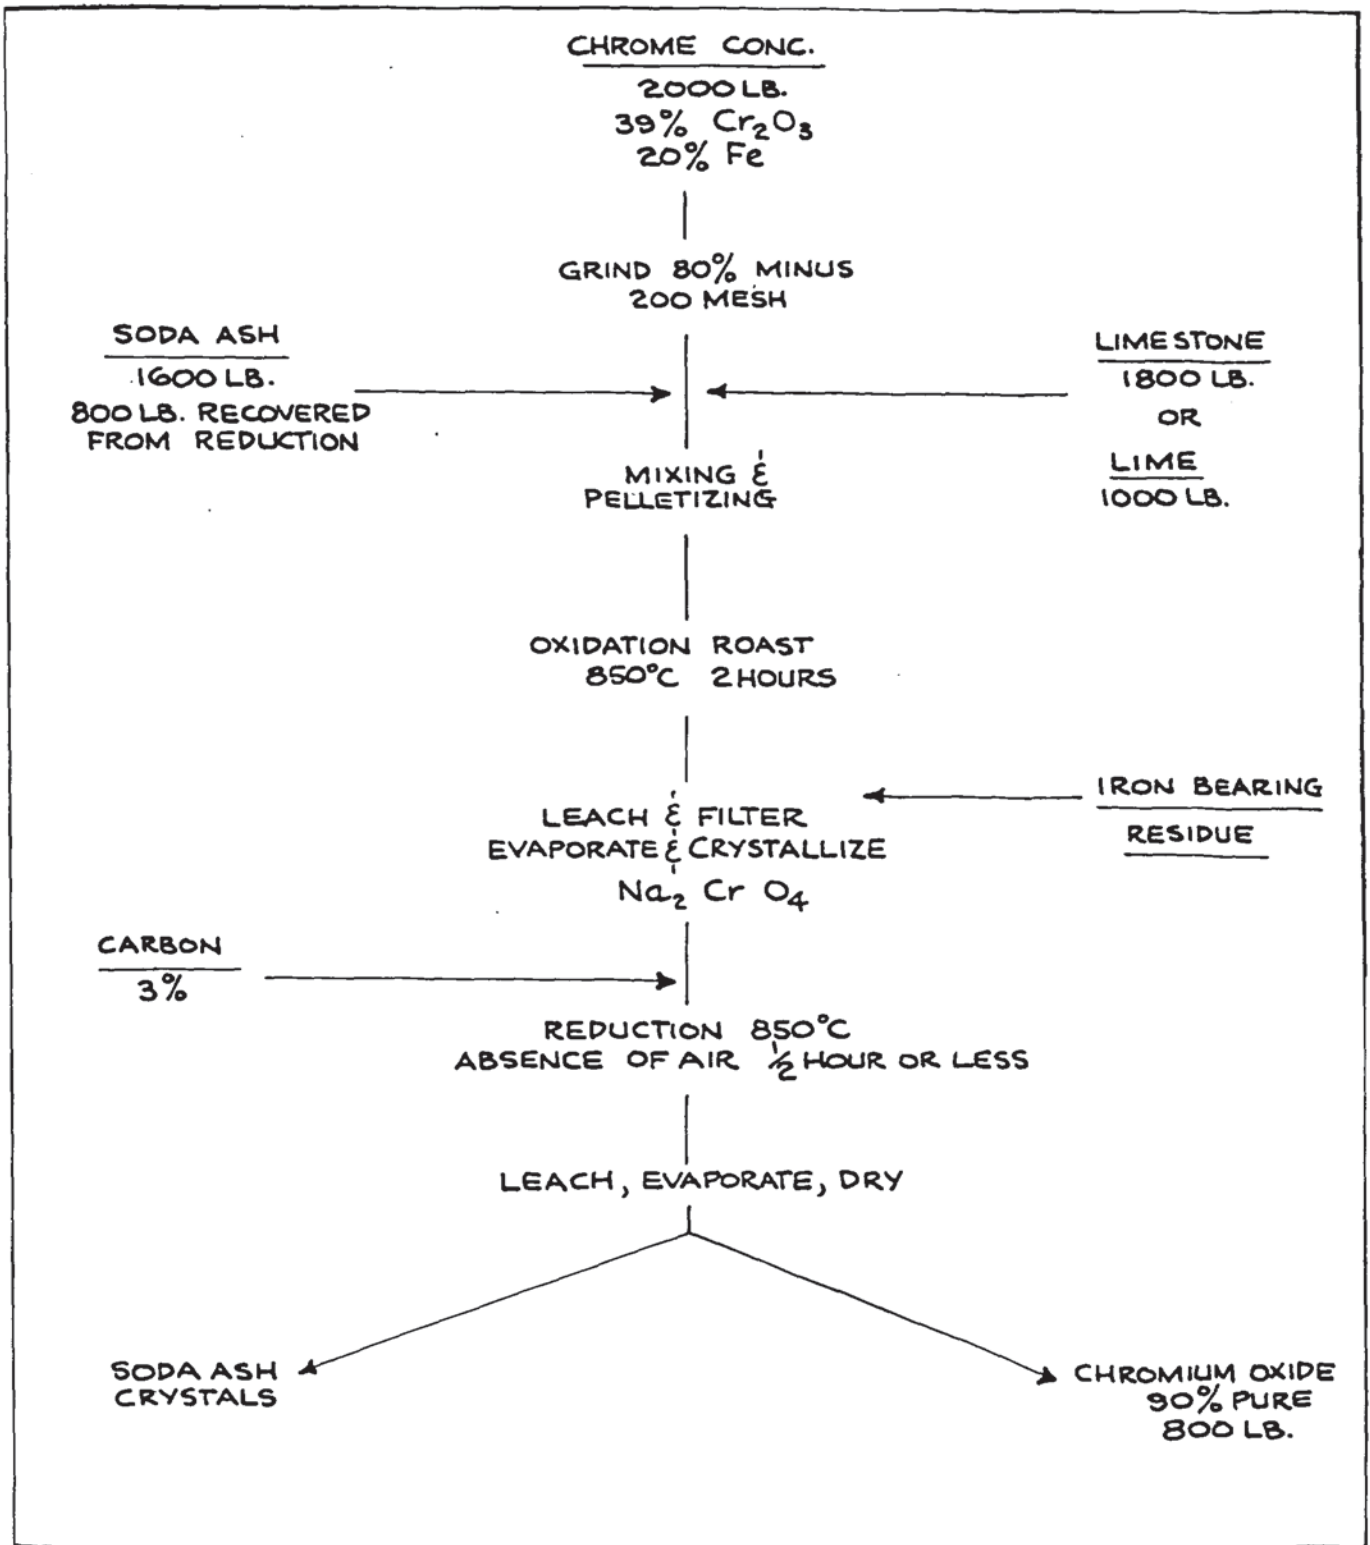 CHROME CONC.
2000 LB.
39% Cr₂O₃
20% Fe
GRIND 80% MINUS
200 MESH
SODA ASH
1600 LB.
800 LB. RECOVERED
FROM REDUCTION
LIMESTONE
1800 LB.
OR
LIME
1000 LB.
MIXING &
PELLETIZING
OXIDATION ROAST
850°C 2 HOURS
LEACH & FILTER
EVAPORATE & CRYSTALLIZE
Na₂ Cr O₄
IRON BEARING
RESIDUE
CARBON
3%
REDUCTION 850°C
ABSENCE OF AIR ½ HOUR OR LESS
LEACH, EVAPORATE, DRY
SODA ASH
CRYSTALS
CHROMIUM OXIDE
90% PURE
800 LB.